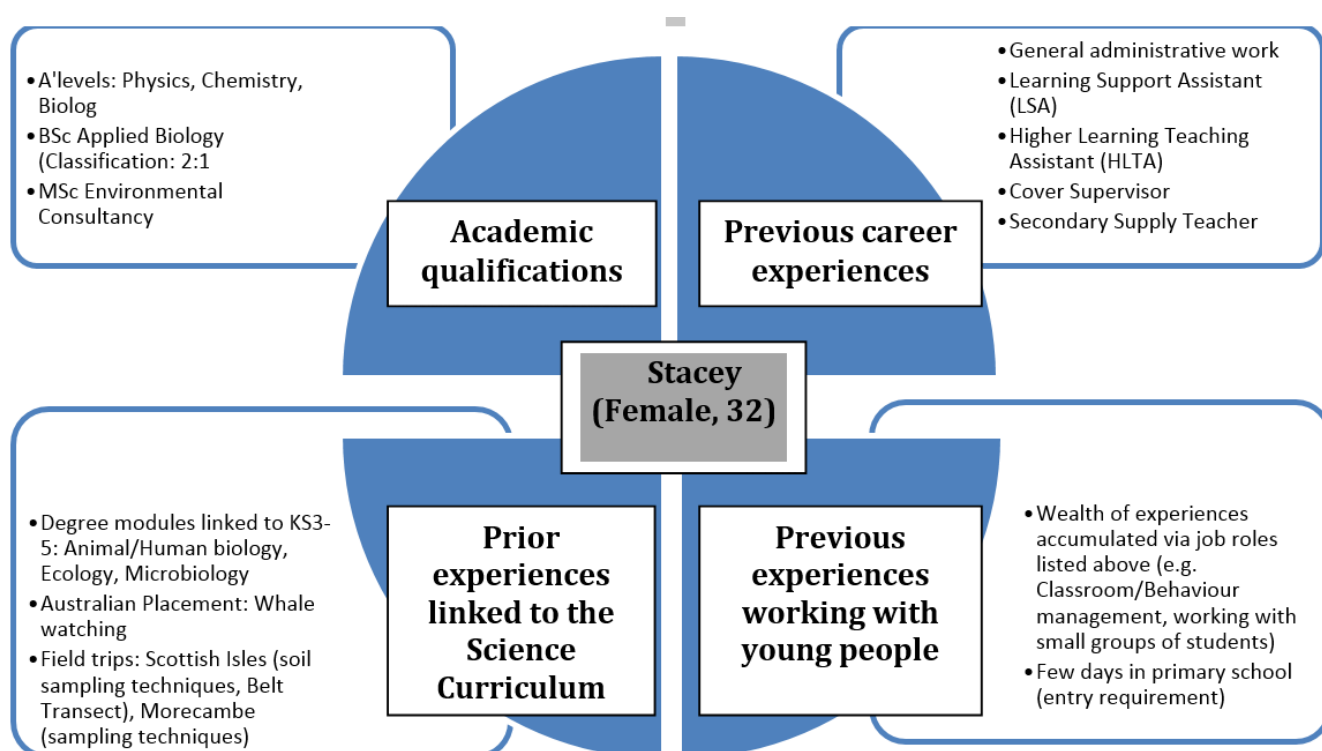 •A'levels: Physics, Chemistry,
Biolog
•BSc Applied Biology
(Classification: 2:1
•MSc Environmental
Consultancy
Academic
qualifications
•General administrative work
•Learning Support Assistant
(LSA)
•Higher Learning Teaching
Assistant (HLTA)
•Cover Supervisor
•Secondary Supply Teacher
Previous career
experiences
Stacey
(Female, 32)
•Degree modules linked to KS3-
5: Animal/Human biology,
Ecology, Microbiology
•Australian Placement: Whale
watching
•Field trips: Scottish Isles (soil
sampling techniques, Belt
Transect), Morecambe
(sampling techniques)
Prior
experiences
linked to the
Science
Curriculum
Previous
experiences
working with
young people
•Wealth of experiences
accumulated via job roles
listed above (e.g.
Classroom/Behaviour
management, working with
small groups of students)
•Few days in primary school
(entry requirement)